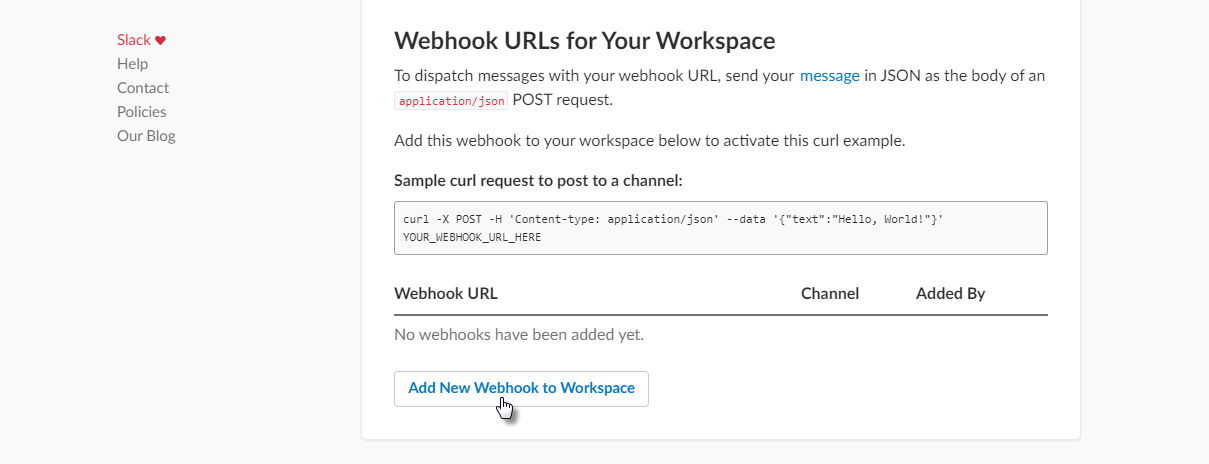 Slack ♥
Help
Contact
Policies
Our Blog
Webhook URLs for Your Workspace
To dispatch messages with your webhook URL, send your message in JSON as the body of an
application/json POST request.
Add this webhook to your workspace below to activate this curl example.
Sample curl request to post to a channel:
curl -X POST -H 'Content-type: application/json' --data '{"text":"Hello, World!"}'
YOUR_WEBHOOK_URL_HERE
Webhook URL Channel Added By
No webhooks have been added yet.
Add New Webhook to Workspace